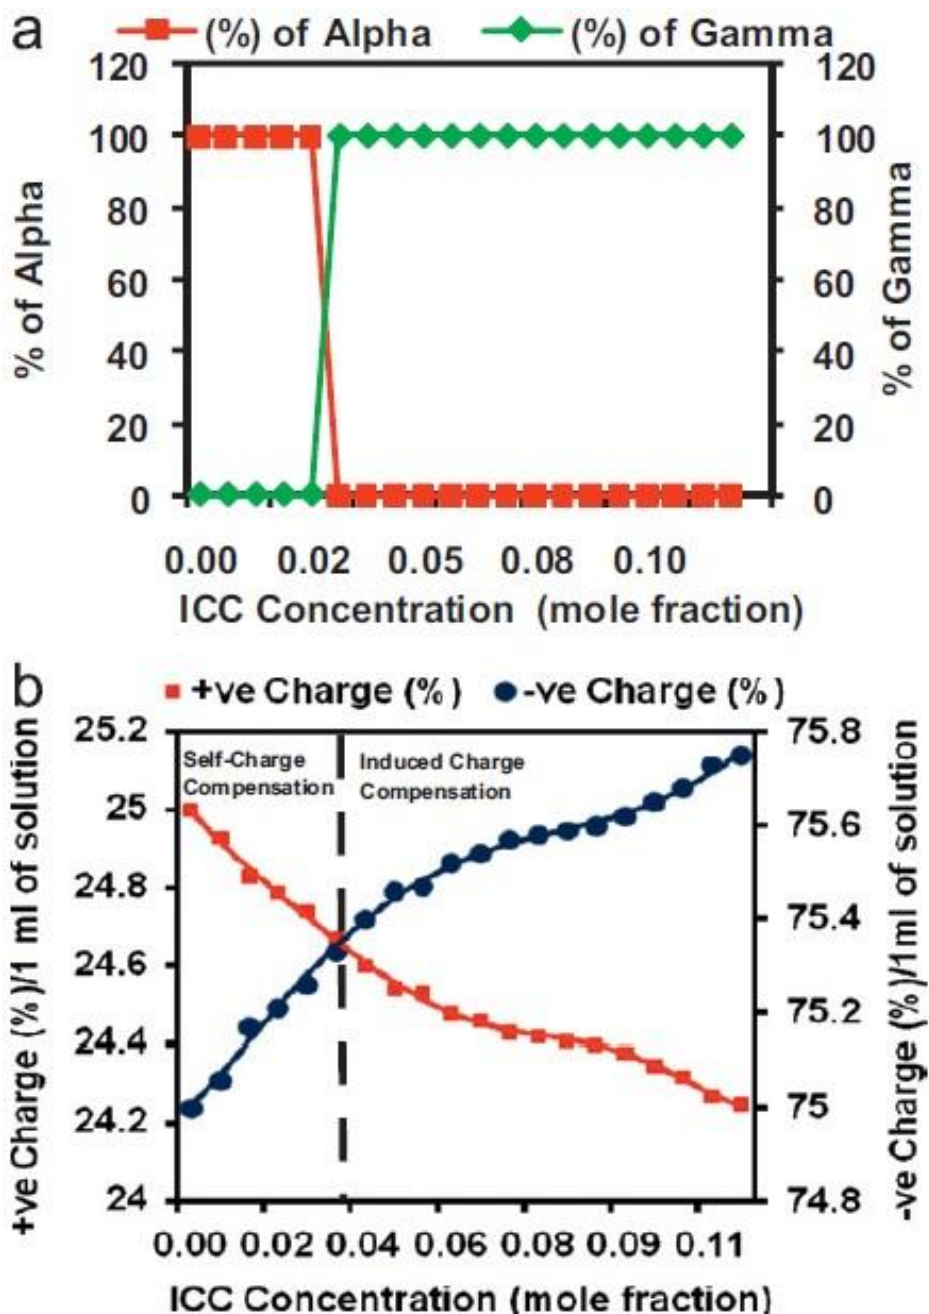 a
(%) of Alpha (%) of Gamma
120 120
100 100
80 80
60 60
40 40
20 20
0 0
% of Alpha
% of Gamma
0.00 0.02 0.05 0.08 0.10
ICC Concentration (mole fraction)
b
+ve Charge (%) -ve Charge (%)
25.2 75.8
Self-Charge
Compensation
Induced Charge
Compensation
25 75.6
24.8
75.4
24.6
75.2
24.4
24.2 75
24 74.8
+ve Charge (%)/1 ml of solution
-ve Charge (%)/1ml of solution
0.00 0.02 0.04 0.06 0.09 0.11
ICC Concentration (mole fraction)